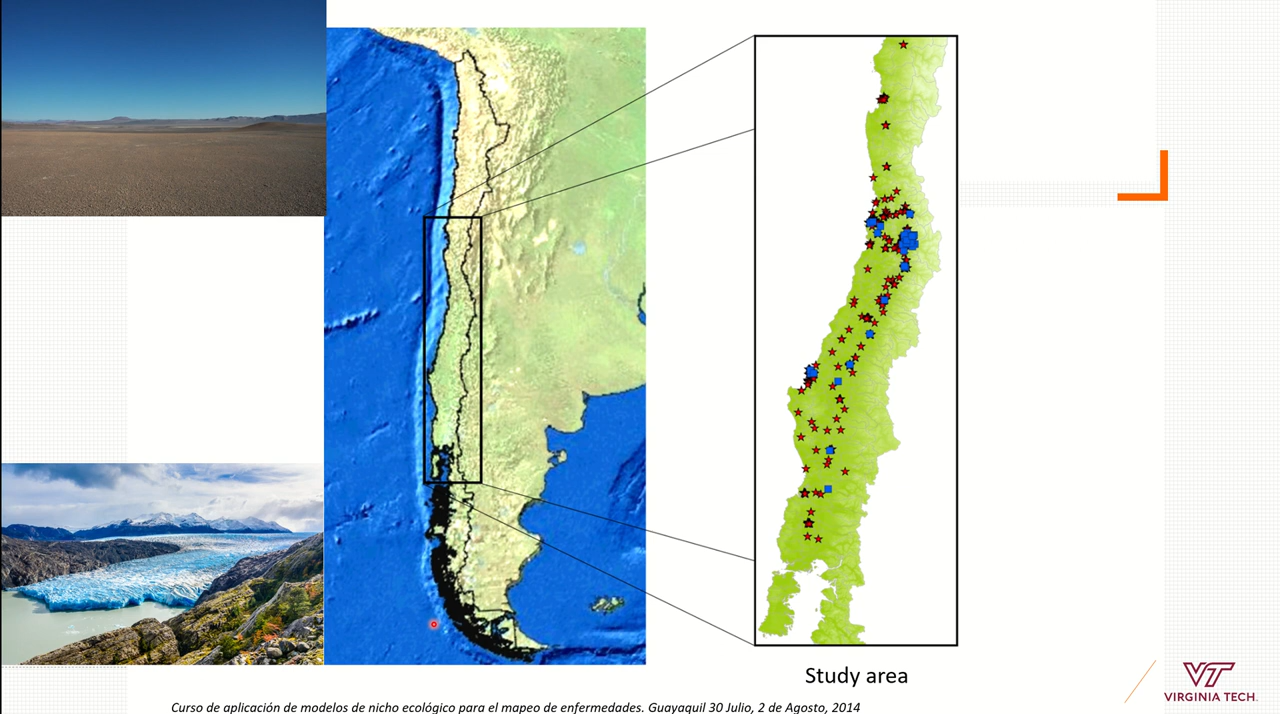 Study area
VIRGINIA TECH.
Curso de aplicación de modelos de nicho ecológico para el mapeo de enfermedades. Guayaquil 30 Julio, 2 de Agosto, 2014